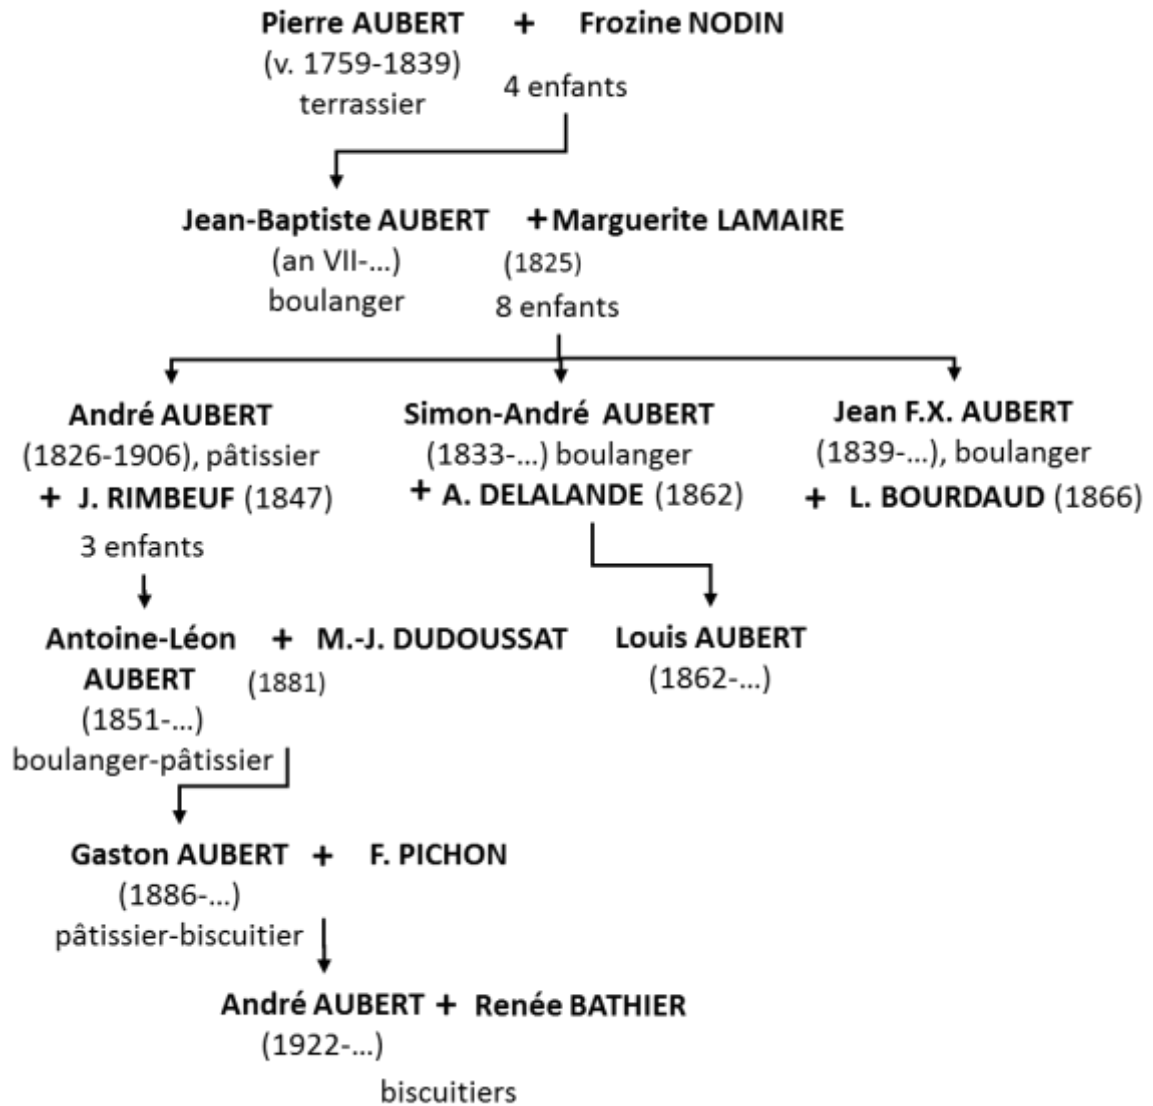 Pierre AUBERT + Frozine NODIN
(v. 1759-1839)
terrassier
4 enfants
Jean-Baptiste AUBERT + Marguerite LAMAIRE
(an VII-...) (1825)
boulanger
8 enfants
André AUBERT
(1826-1906), pâtissier
+ J. RIMBEUF (1847)
3 enfants
Simon-André AUBERT
(1833-...) boulanger
+ A. DELALANDE (1862)
Jean F.X. AUBERT
(1839-...), boulanger
+ L. BOURDAUD (1866)
Antoine-Léon + M.-J. DUDOUSSAT
AUBERT (1881)
(1851-...)
boulanger-pâtissier
Louis AUBERT
(1862-...)
Gaston AUBERT + F. PICHON
(1886-...)
pâtissier-biscuitier
André AUBERT + Renée BATHIER
(1922-...)
biscuitiers